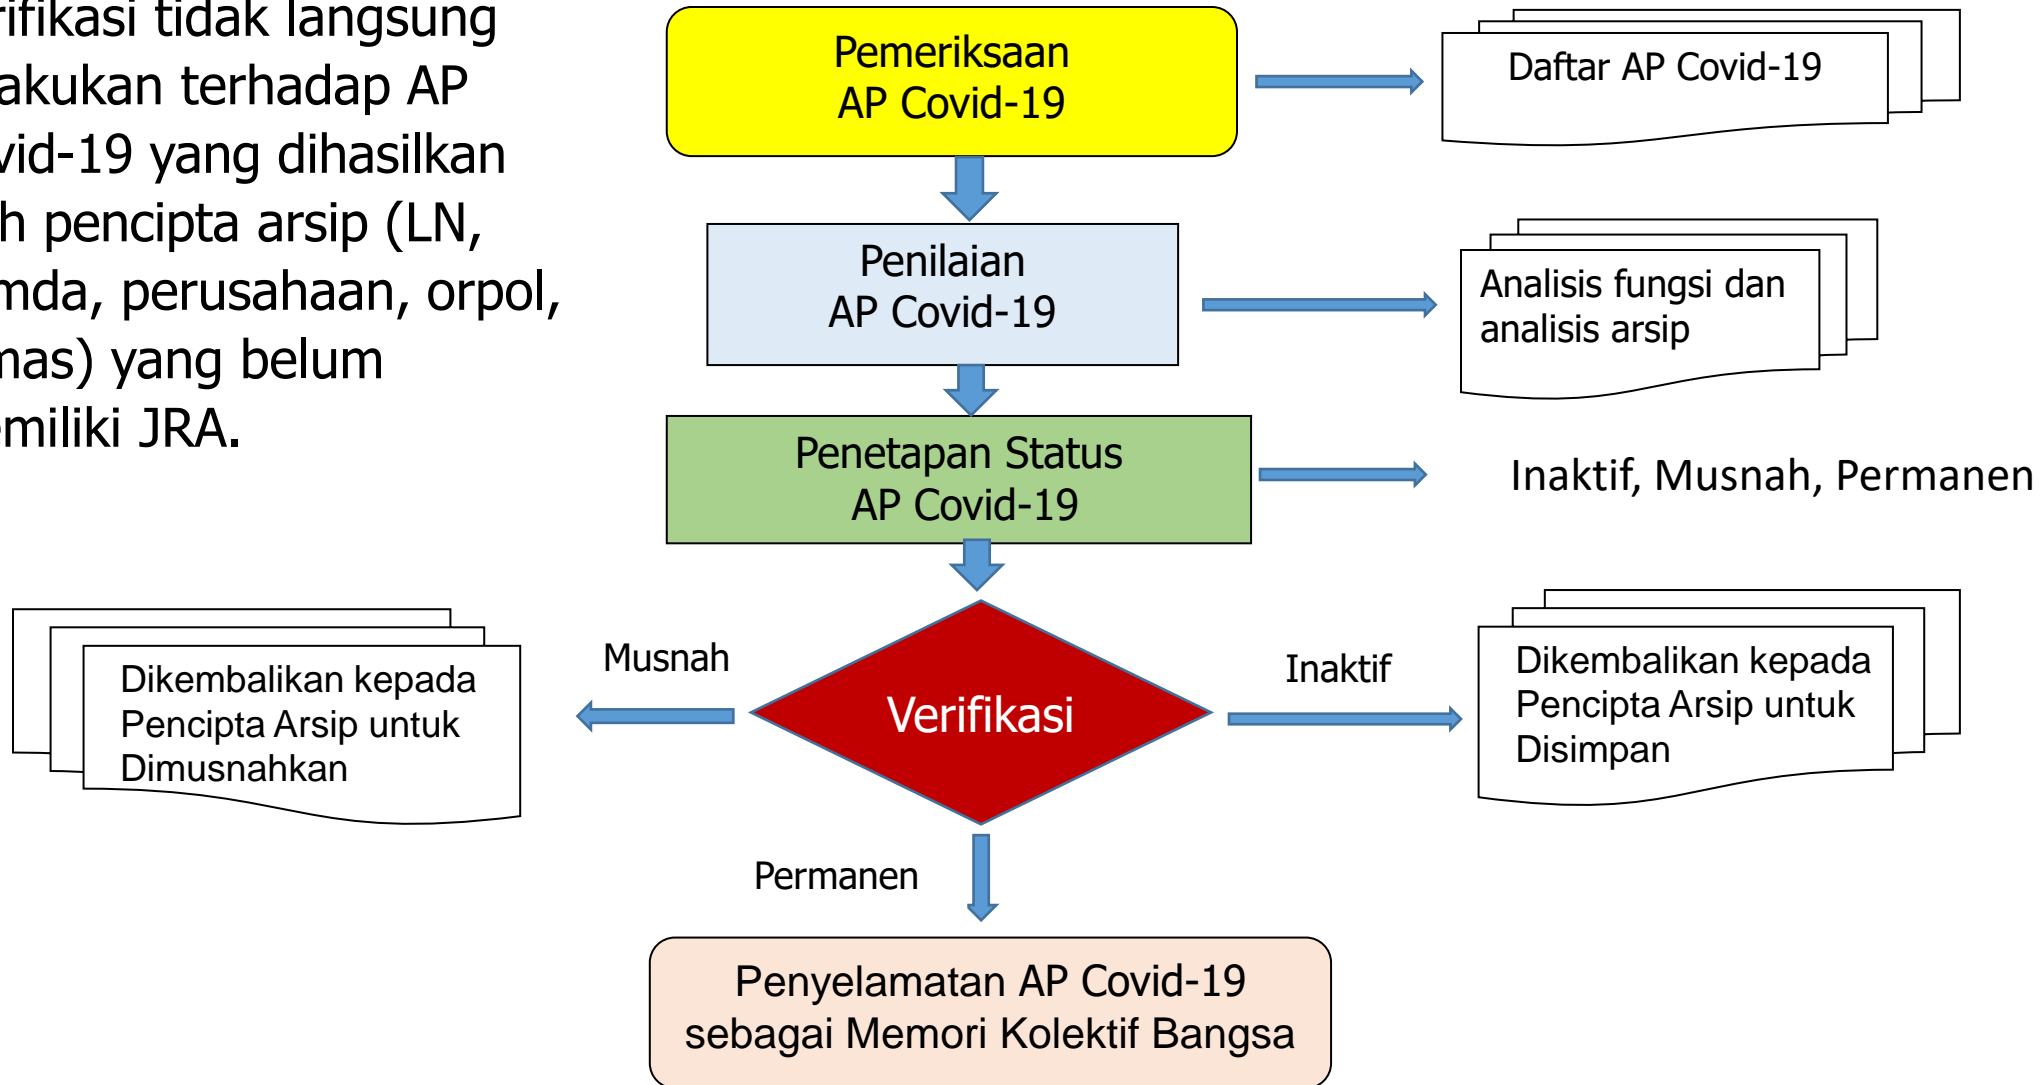 rifikasi tidak langsung
akukan terhadap AP
vid-19 yang dihasilkan
h pencipta arsip (LN,
mda, perusahaan, orpol,
mas) yang belum
emiliki JRA.
Pemeriksaan
AP Covid-19
Daftar AP Covid-19
Penilaian
AP Covid-19
Analisis fungsi dan
analisis arsip
Penetapan Status
AP Covid-19
Inaktif, Musnah, Permanen
Musnah
Verifikasi
Inaktif
Dikembalikan kepada
Pencipta Arsip untuk
Dimusnahkan
Dikembalikan kepada
Pencipta Arsip untuk
Disimpan
Permanen
Penyelamatan AP Covid-19
sebagai Memori Kolektif Bangsa